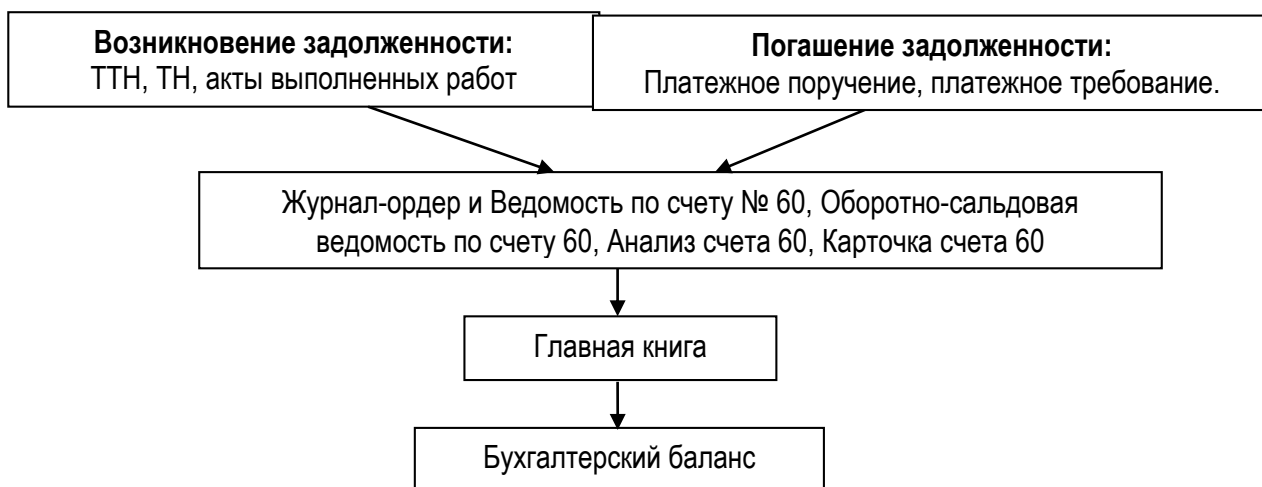 Возникновение задолженности:
ТТН, ТН, акты выполненных работ
Погашение задолженности:
Платежное поручение, платежное требование.
Журнал-ордер и Ведомость по счету № 60, Оборотно-сальдовая
ведомость по счету 60, Анализ счета 60, Карточка счета 60
Главная книга
Бухгалтерский баланс